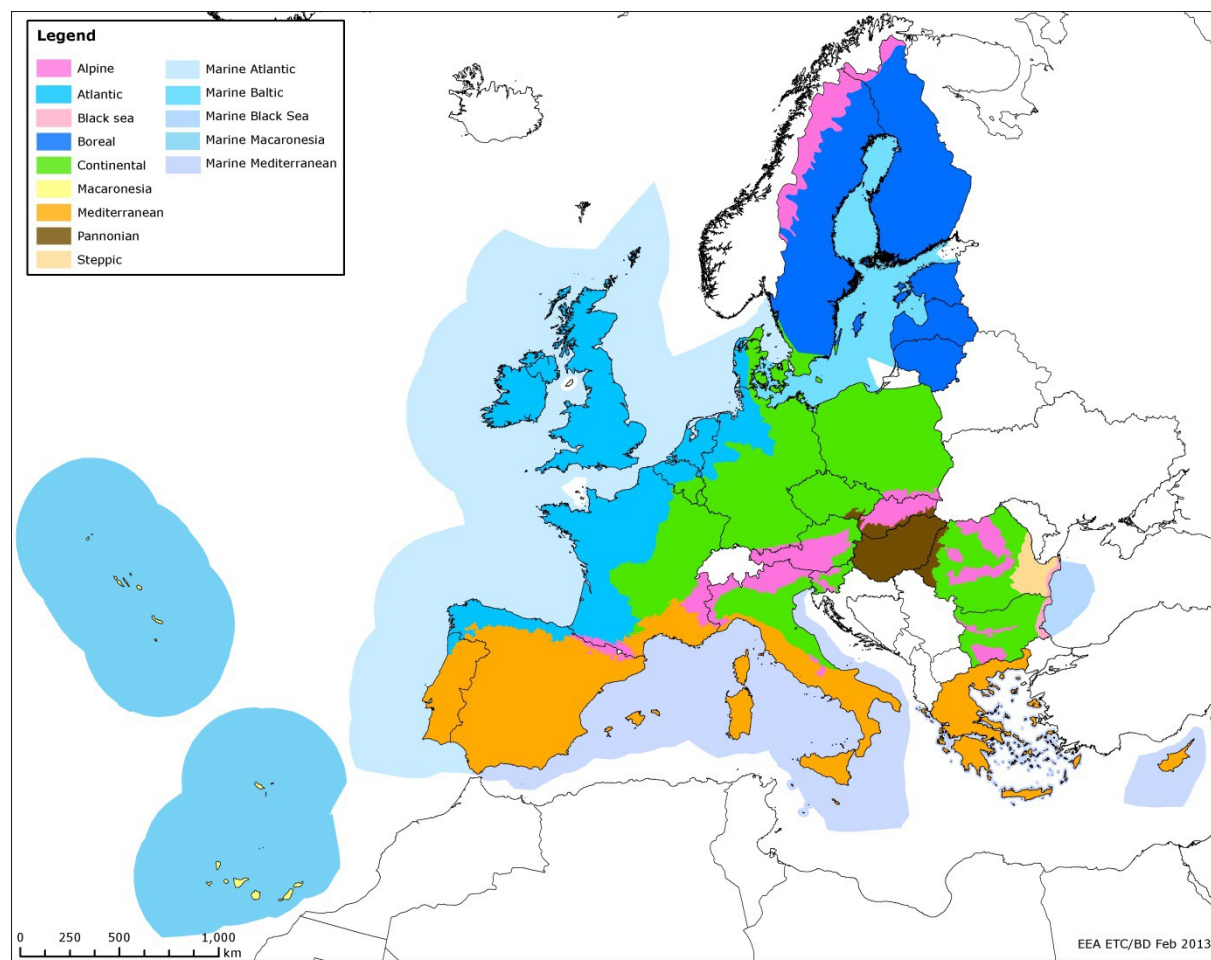 Legend
Alpine
Atlantic
Black sea
Boreal
Continental
Macaronesia
Mediterranean
Pannonian
Steppic
Marine Atlantic
Marine Baltic
Marine Black Sea
Marine Macaronesia
Marine Mediterranean
0 250 500 1,000
km
EEA ETC/BD Feb 2013